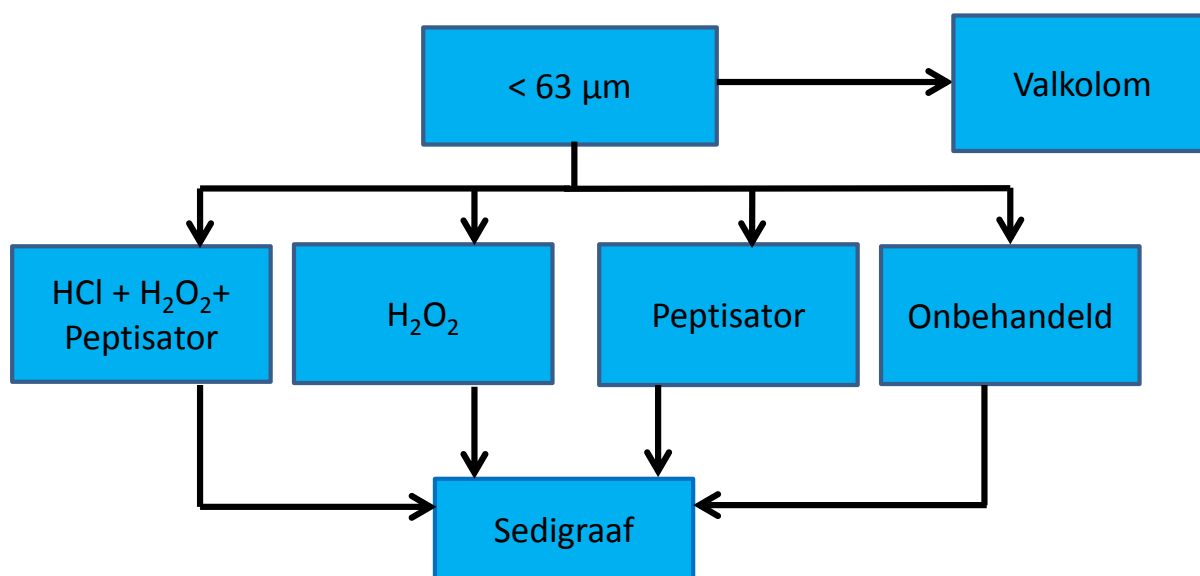 < 63 µm
Valkolom
HCl + H₂O₂+
Peptisator
H₂O₂
Peptisator
Onbehandeld
Sedigraaf